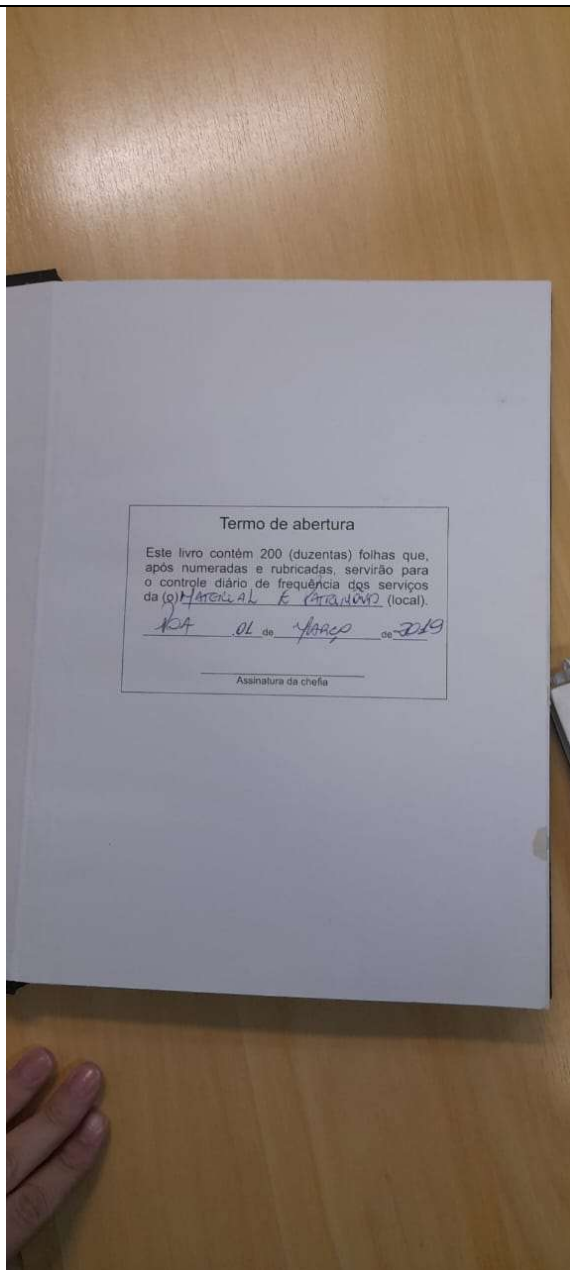 Termo de abertura
Este livro contém 200 (duzentas) folhas que,
após numeradas e rubricadas, servirão para
o controle diário de frequência dos serviços
da (o) MATERIAL E PATRIMÔNIO (local).
01 de MARÇO de 2019
Assinatura da chefia